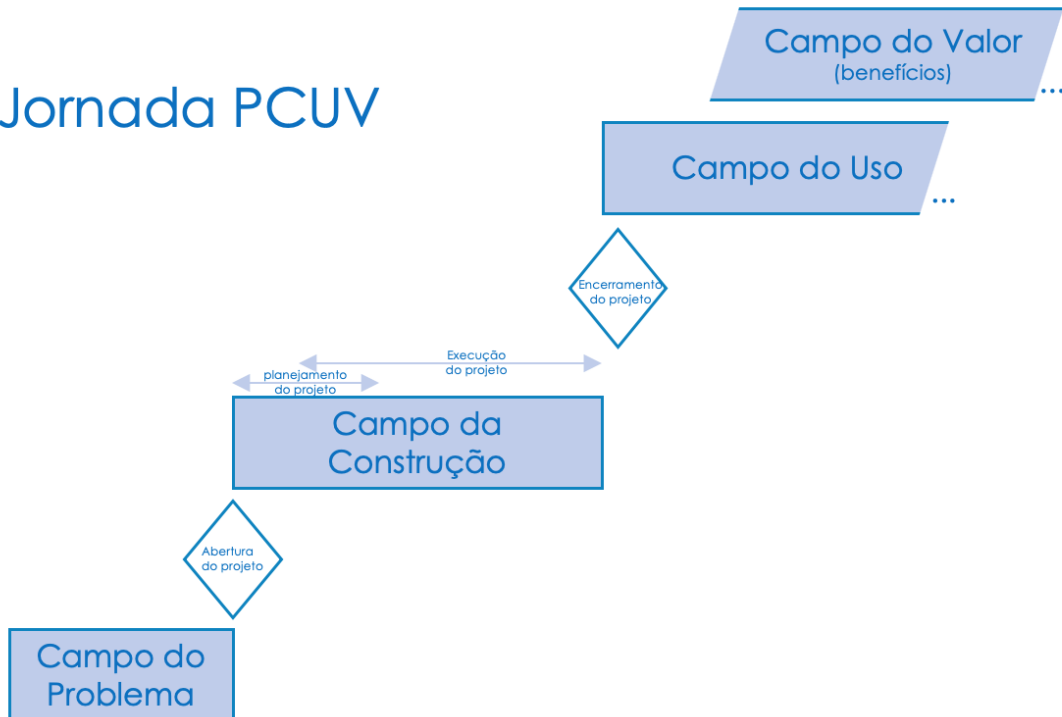 Campo do Valor
(benefícios)
...
Jornada PCUV
Campo do Uso
...
Encerramento
do projeto
Execução
do projeto
planejamento
do projeto
Campo da
Construção
Abertura
do projeto
Campo do
Problema